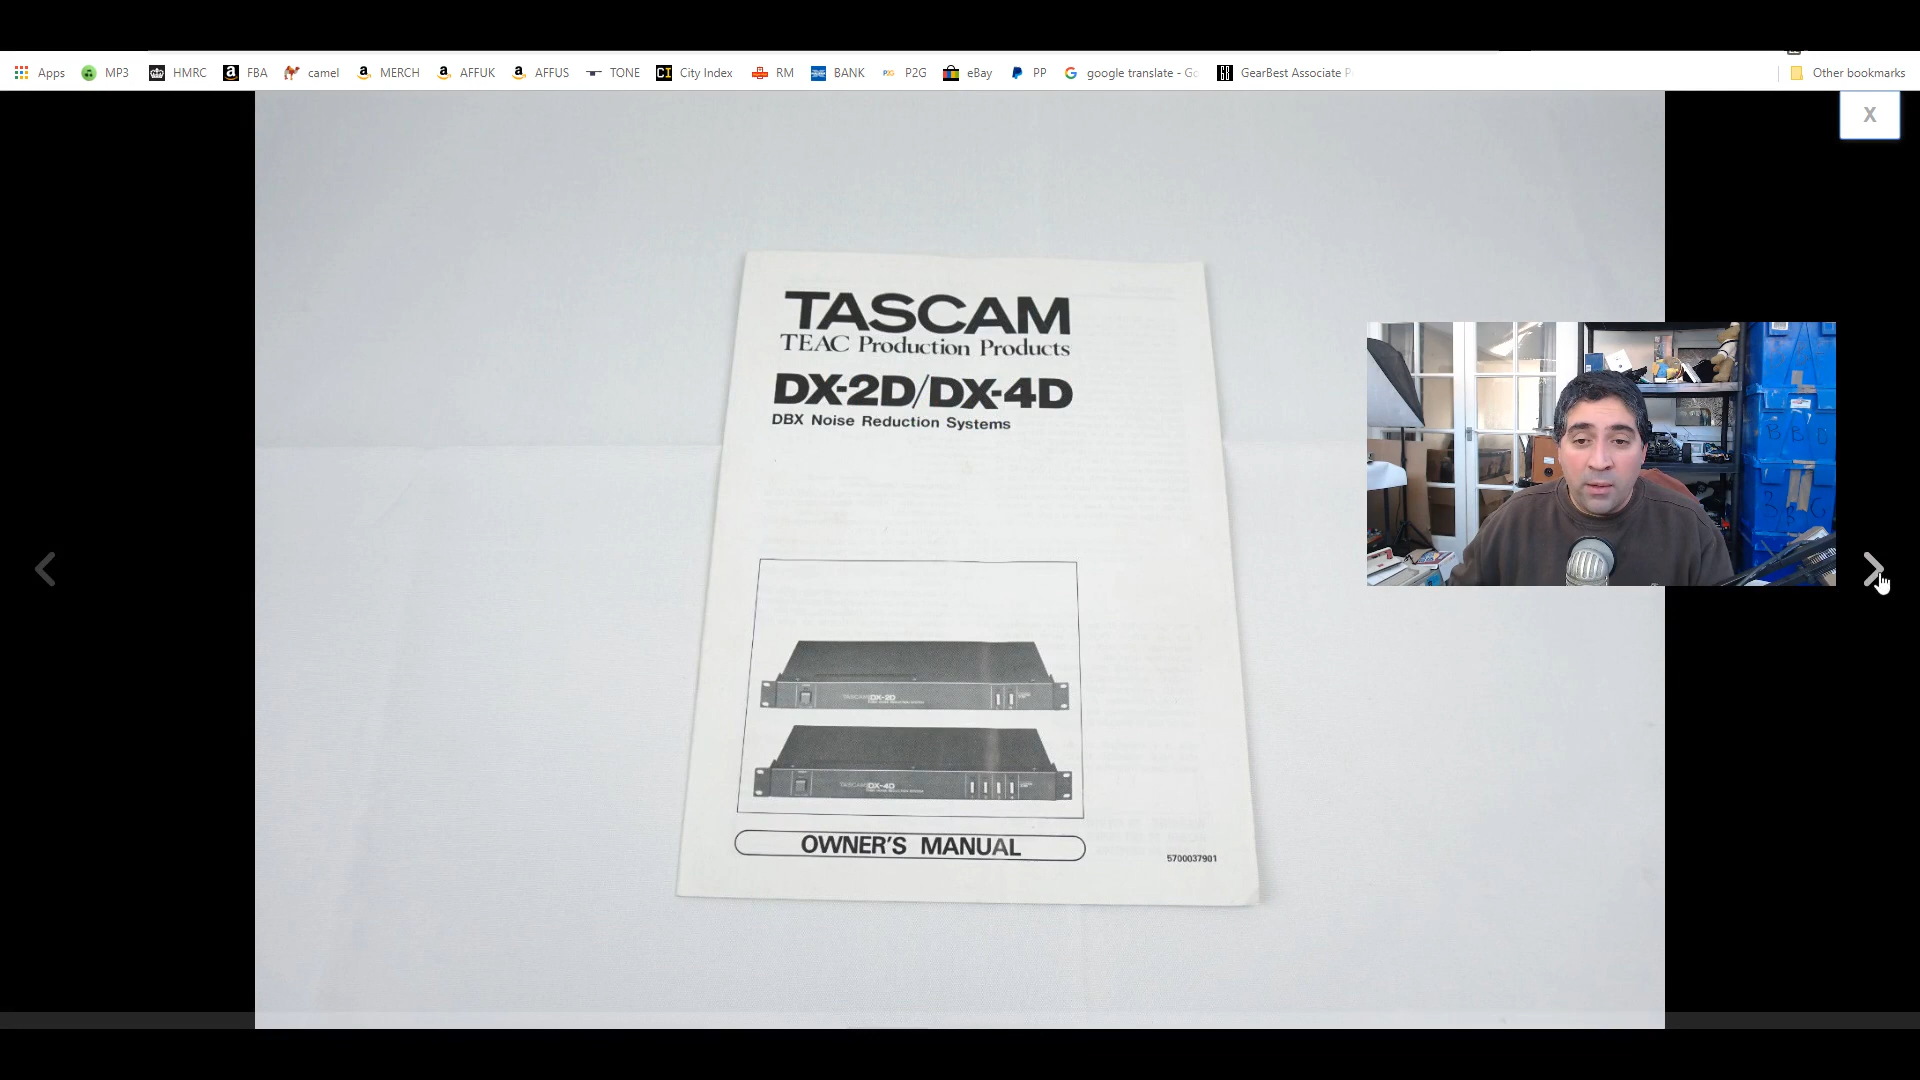 Apps MP3 HMRC FBA camel MERCH AFFUK AFFUS TONE City Index RM BANK P2G eBay PP google translate - Go GearBest Associate P Other bookmarks
X
TASCAM
TEAC Production Products
DX-2D/DX-4D
DBX Noise Reduction Systems
TASCAM DX-2D
TASCAM DX-4D
OWNER'S MANUAL
5700037901